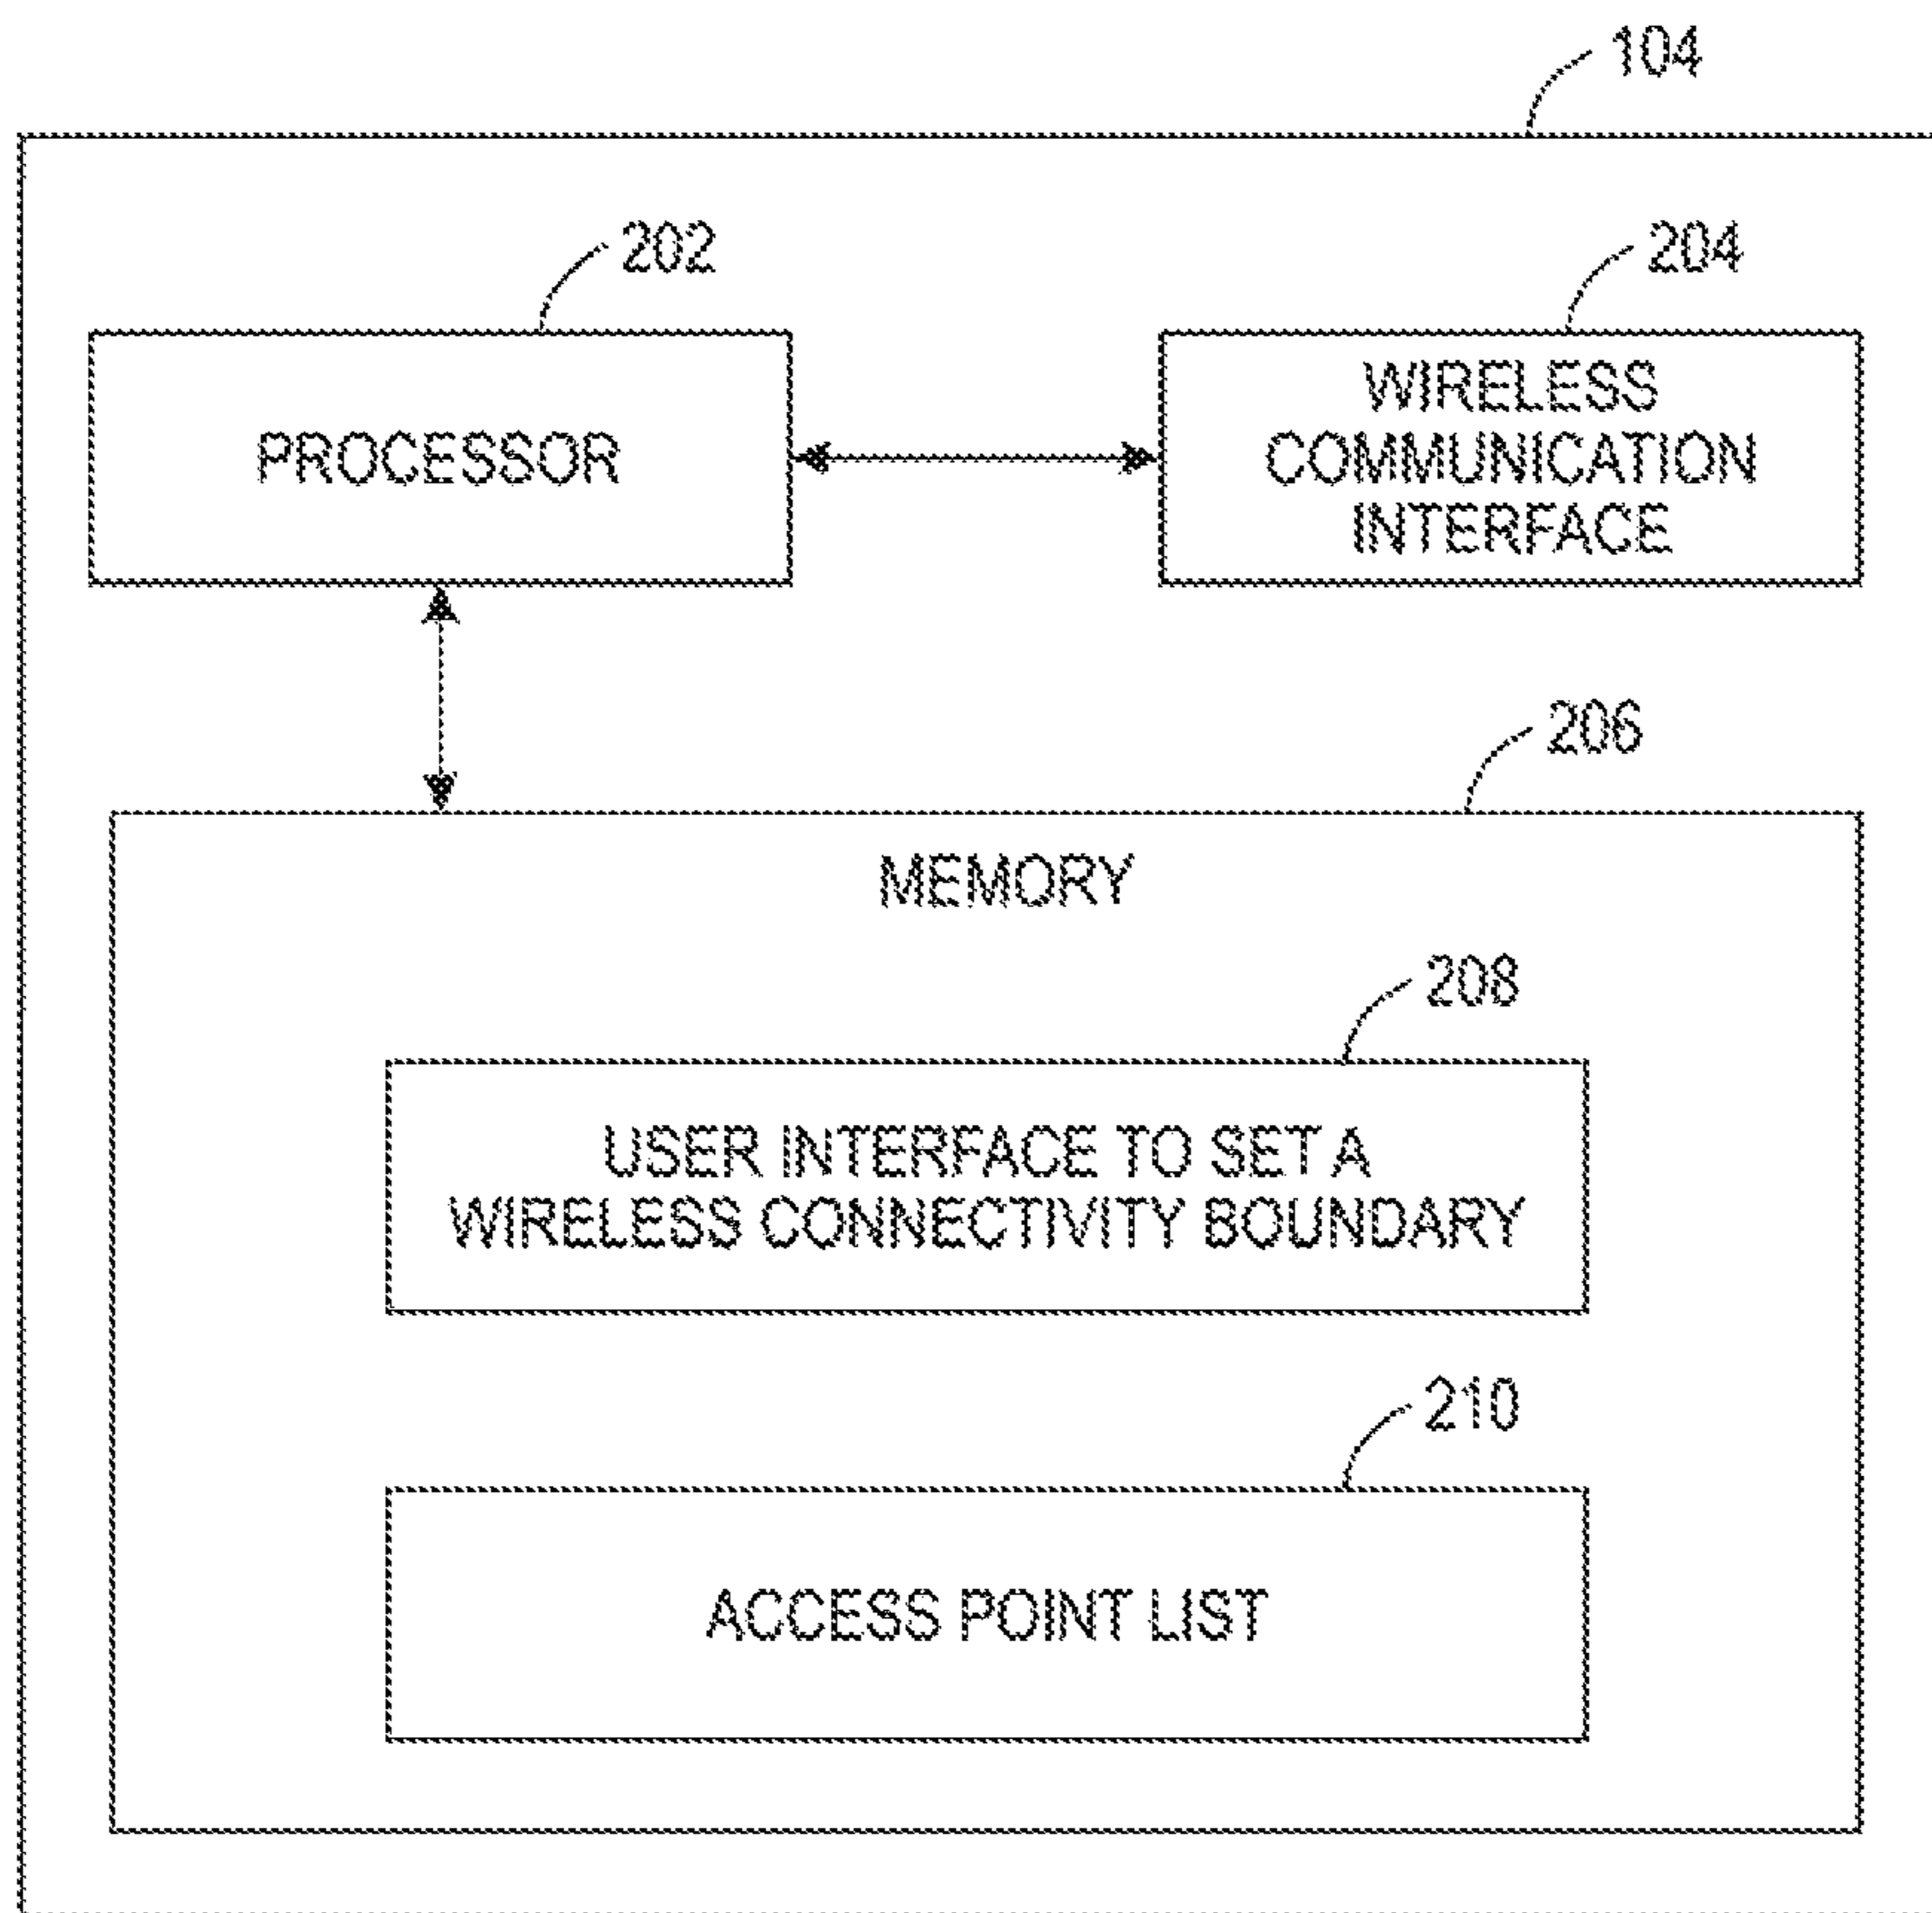 104
202
204
PROCESSOR
WIRELESS
COMMUNICATION
INTERFACE
206
MEMORY
208
USER INTERFACE TO SET A
WIRELESS CONNECTIVITY BOUNDARY
210
ACCESS POINT LIST